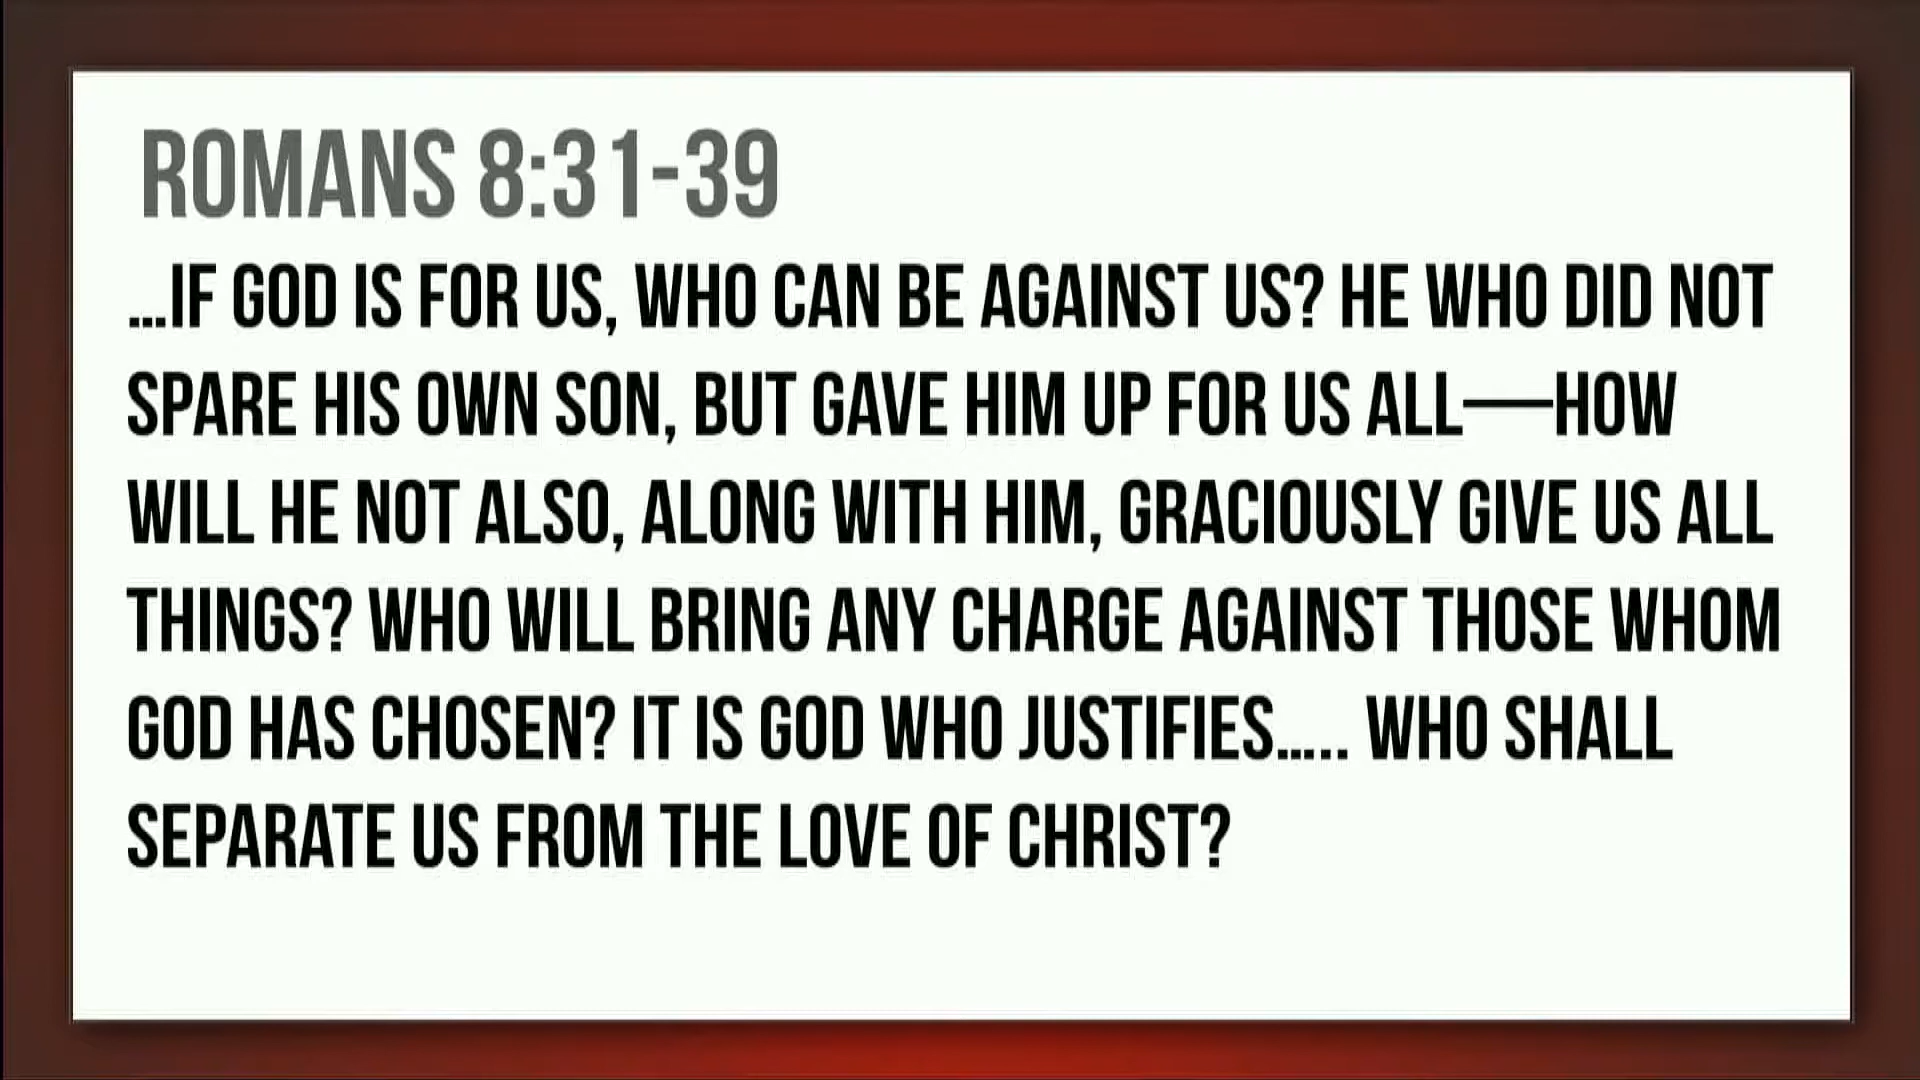 ROMANS 8:31-39
...IF GOD IS FOR US, WHO CAN BE AGAINST US? HE WHO DID NOT
SPARE HIS OWN SON, BUT GAVE HIM UP FOR US ALL—HOW
WILL HE NOT ALSO, ALONG WITH HIM, GRACIOUSLY GIVE US ALL
THINGS? WHO WILL BRING ANY CHARGE AGAINST THOSE WHOM
GOD HAS CHOSEN? IT IS GOD WHO JUSTIFIES..... WHO SHALL
SEPARATE US FROM THE LOVE OF CHRIST?